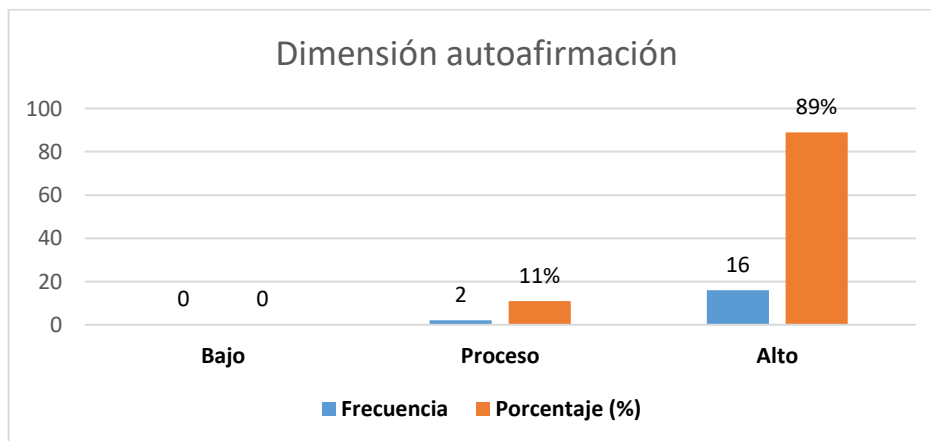 Dimensión autoafirmación
100
80
60
40
20
0
0 0 2 11% 16 89%
Bajo Proceso Alto
Frecuencia Porcentaje (%)